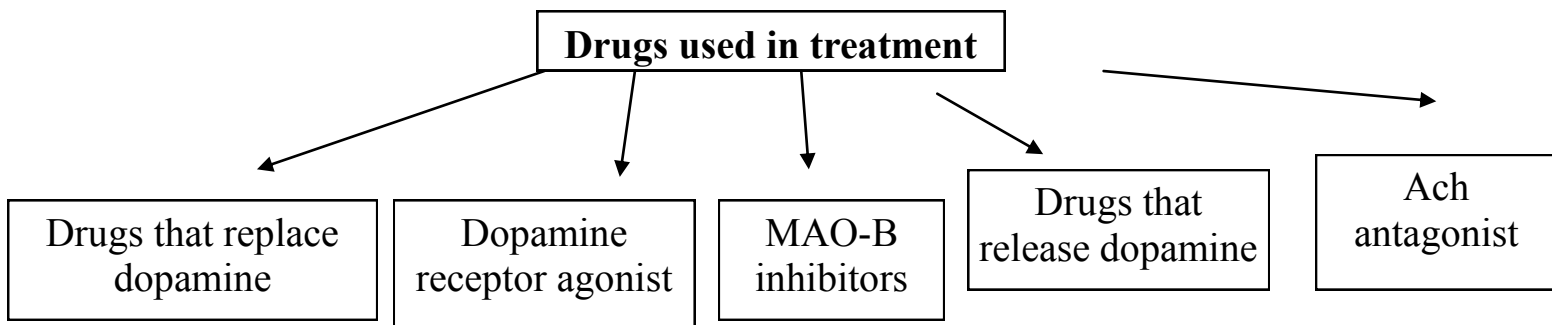 Drugs used in treatment
Drugs that replace
dopamine
Dopamine
receptor agonist
MAO-B
inhibitors
Drugs that
release dopamine
Ach
antagonist